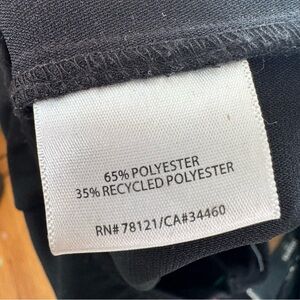 65% POLYESTER
35% RECYCLED POLYESTER
RN# 78121/CA#34460